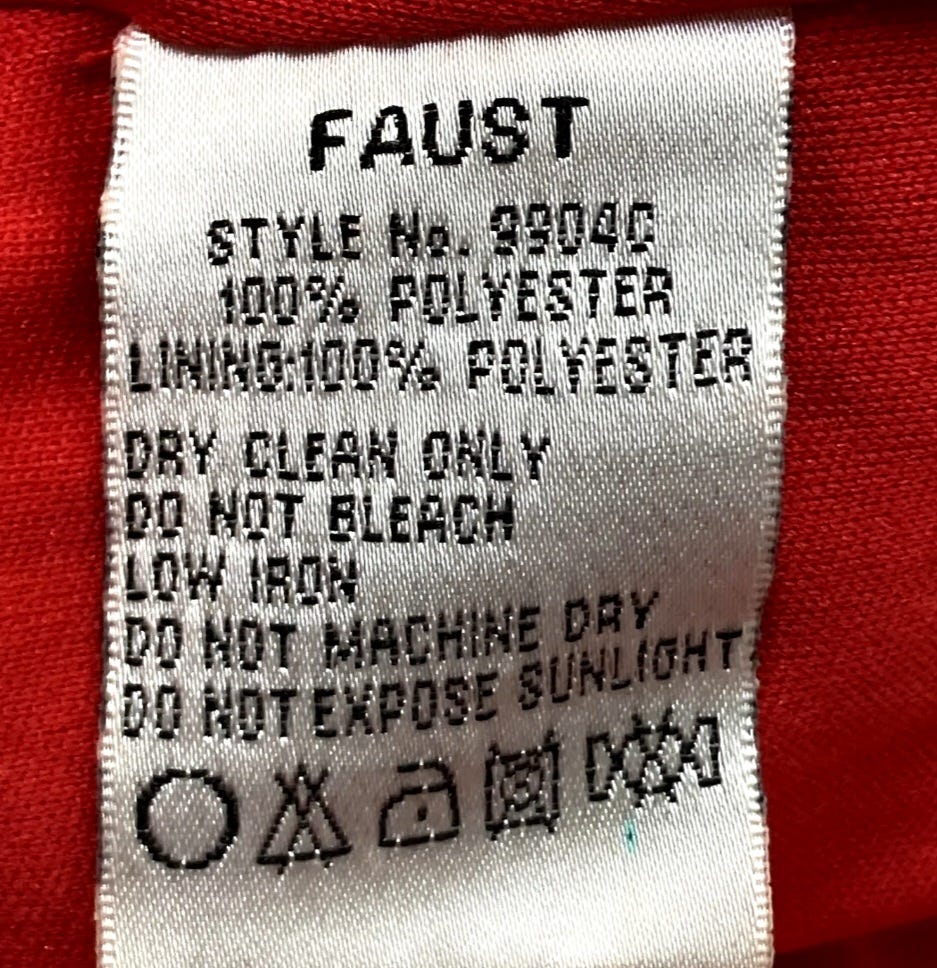 FAUST
STYLE No. 9904C
100% POLYESTER
LINING:100% POLYESTER
DRY CLEAN ONLY
DO NOT BLEACH
LOW IRON
DO NOT MACHINE DRY
DO NOT EXPOSE SUNLIGHT